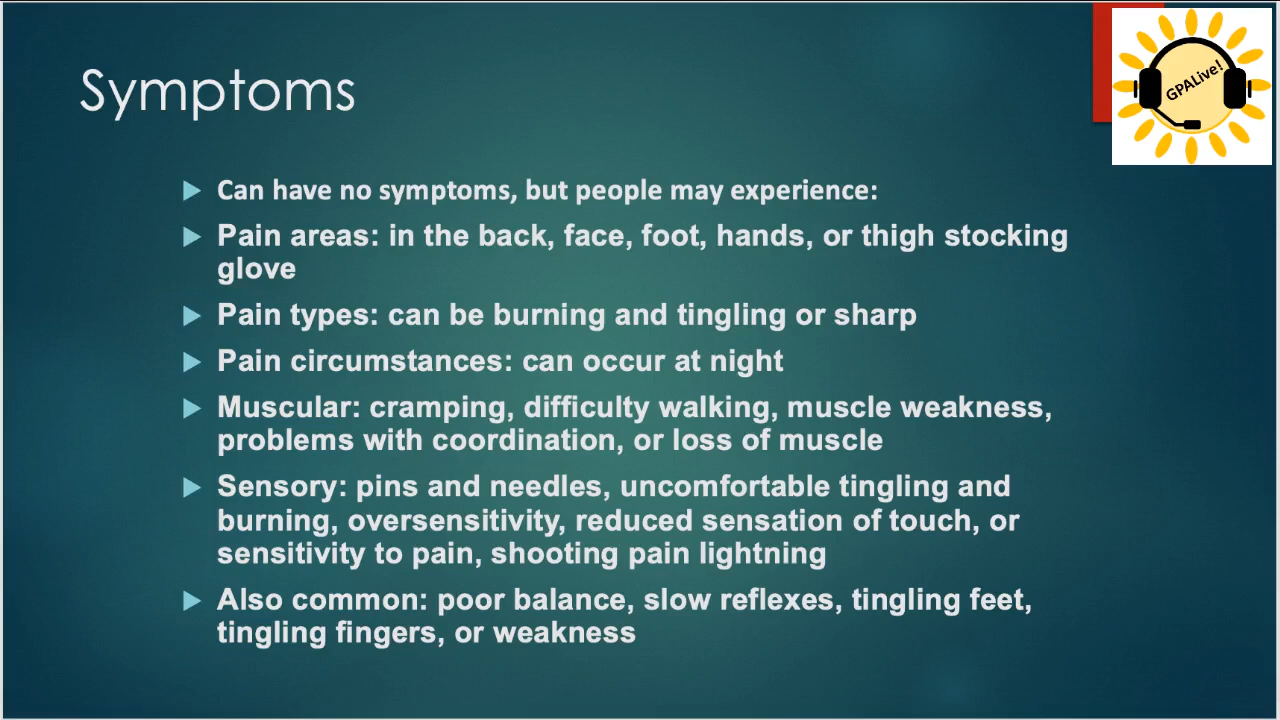 Symptoms
GPALive!
Can have no symptoms, but people may experience:
Pain areas: in the back, face, foot, hands, or thigh stocking
glove
Pain types: can be burning and tingling or sharp
Pain circumstances: can occur at night
Muscular: cramping, difficulty walking, muscle weakness,
problems with coordination, or loss of muscle
Sensory: pins and needles, uncomfortable tingling and
burning, oversensitivity, reduced sensation of touch, or
sensitivity to pain, shooting pain lightning
Also common: poor balance, slow reflexes, tingling feet,
tingling fingers, or weakness